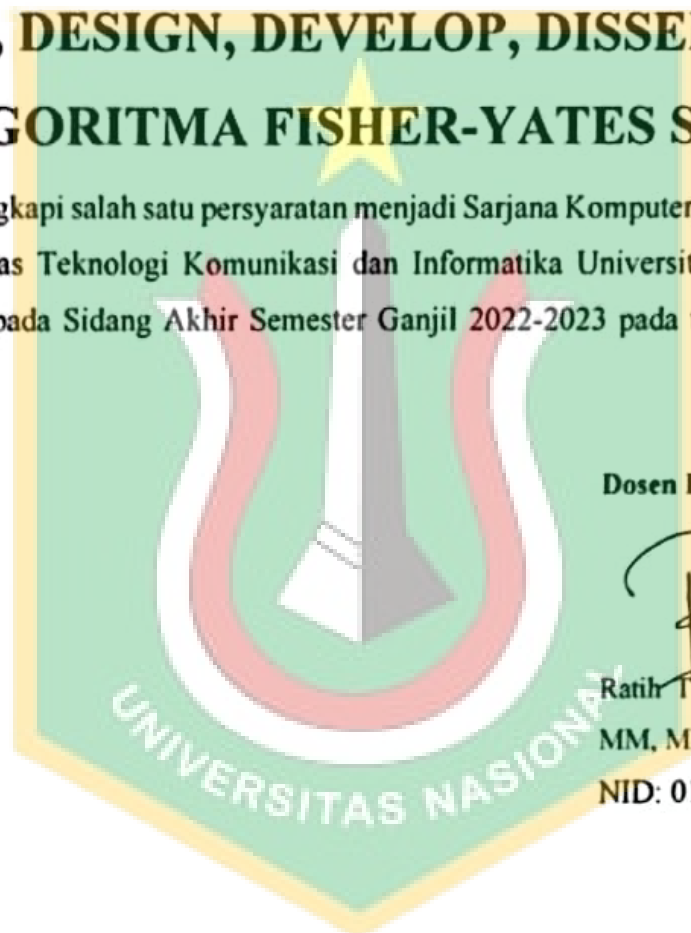 , DESIGN, DEVELOP, DISSE
GORITMA FISHER-YATES S
gkapi salah satu persyaratan menjadi Sarjana Komputer
as Teknologi Komunikasi dan Informatika Universit
pada Sidang Akhir Semester Ganjil 2022-2023 pada
Dosen
Ratih
MM, M
NID: 0
UNIVERSITAS NASIONAL